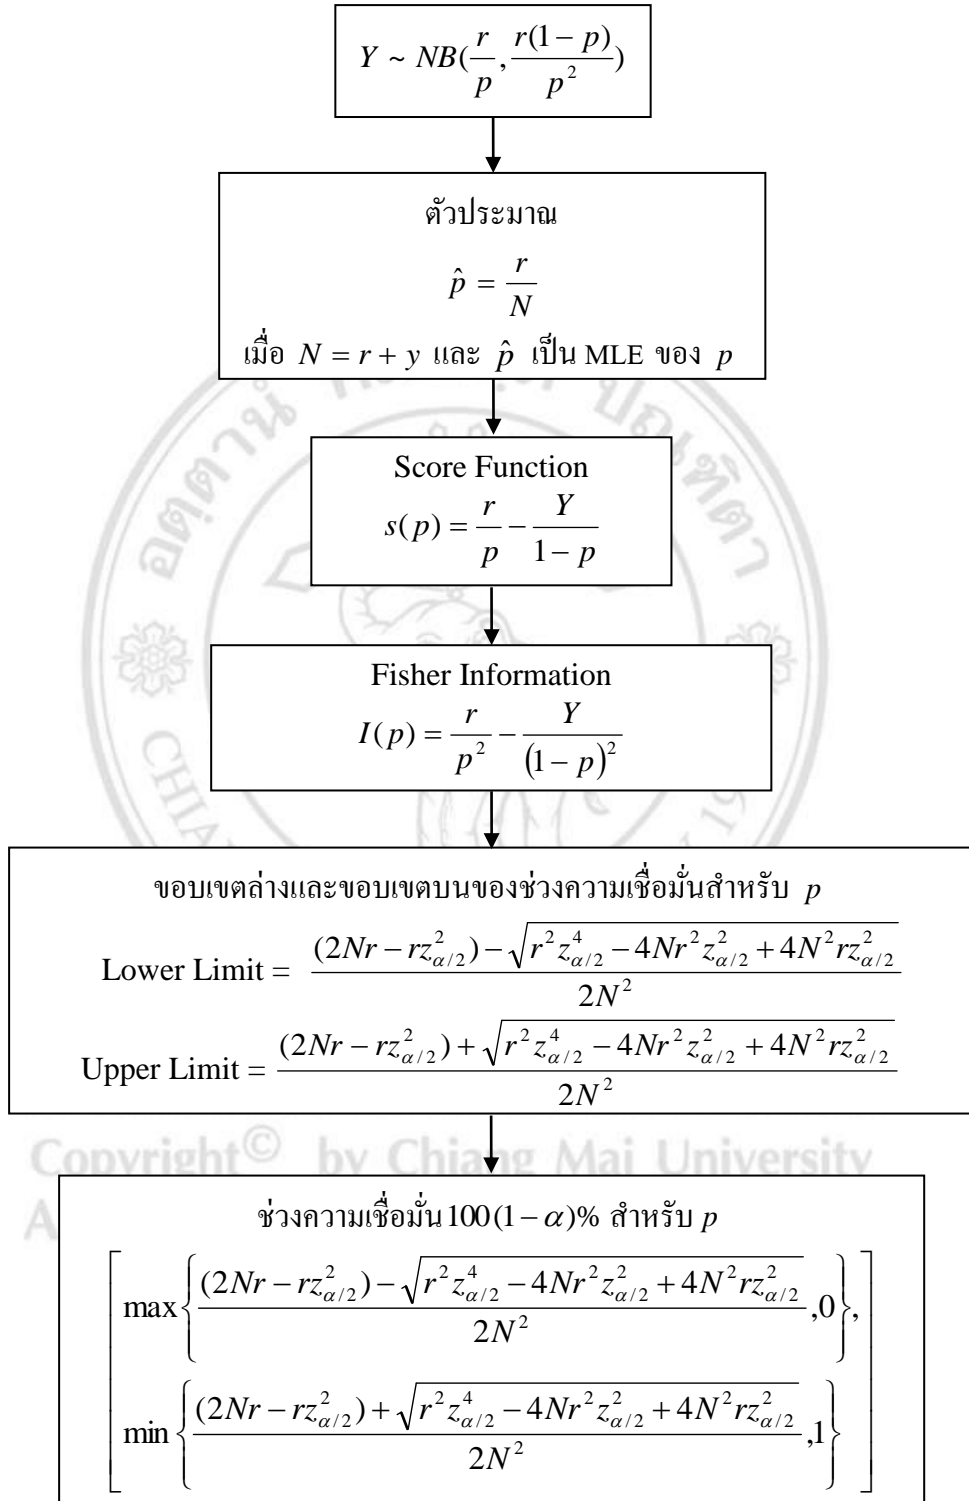 Y ~ NB(r/p, r(1 − p)/p²)
ตัวประมาณ
p̂ = r/N
เมื่อ N = r + y และ p̂ เป็น MLE ของ p
Score Function
s(p) = r/p − Y/(1 − p)
Fisher Information
I(p) = r/p² − Y/(1 − p)²
ขอบเขตล่างและขอบเขตบนของช่วงความเชื่อมั่นสำหรับ p
Lower Limit = ((2Nr − rz²_{α/2}) − √(r²z⁴_{α/2} − 4Nr²z²_{α/2} + 4N²rz²_{α/2}))/2N²
Upper Limit = ((2Nr − rz²_{α/2}) + √(r²z⁴_{α/2} − 4Nr²z²_{α/2} + 4N²rz²_{α/2}))/2N²
Copyright© by Chiang Mai University
ช่วงความเชื่อมั่น 100(1 − α)% สำหรับ p
[max{((2Nr − rz²_{α/2}) − √(r²z⁴_{α/2} − 4Nr²z²_{α/2} + 4N²rz²_{α/2}))/2N², 0},
min{((2Nr − rz²_{α/2}) + √(r²z⁴_{α/2} − 4Nr²z²_{α/2} + 4N²rz²_{α/2}))/2N², 1}]